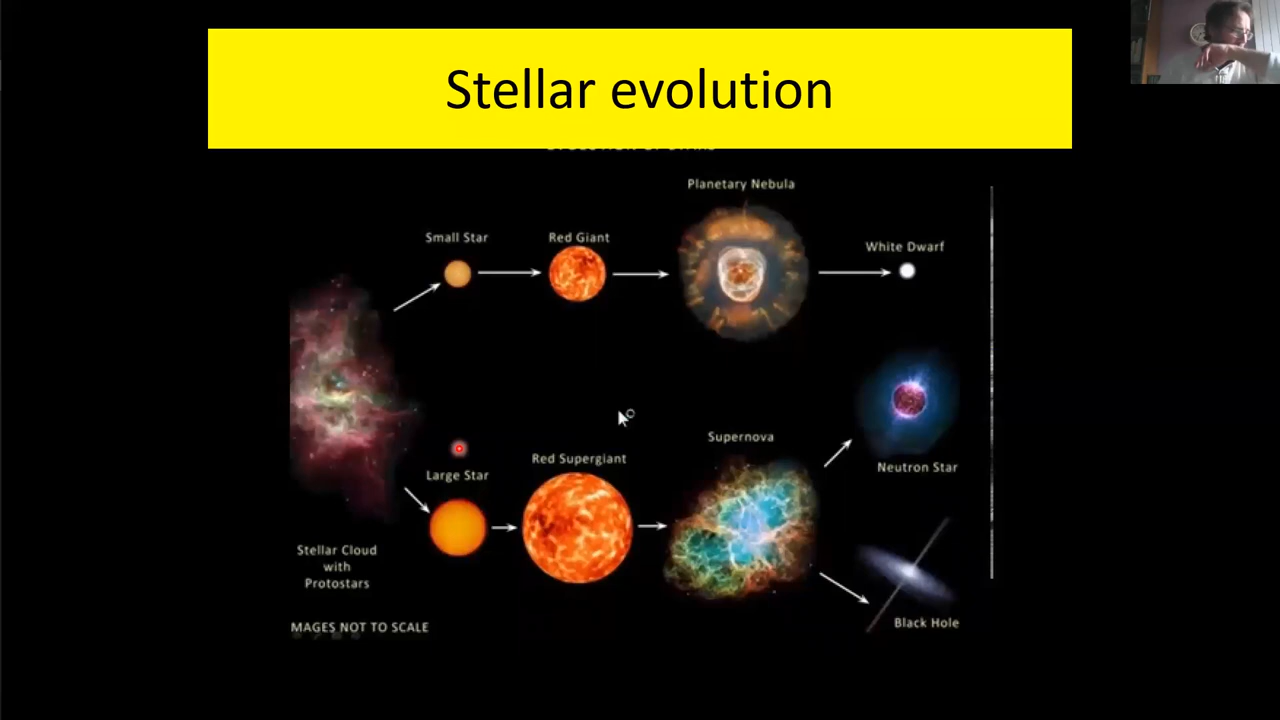 Stellar evolution
Planetary Nebula
Small Star
Red Giant
White Dwarf
Supernova
Red Supergiant
Neutron Star
Large Star
Stellar Cloud
with
Protostars
Black Hole
MAGES NOT TO SCALE